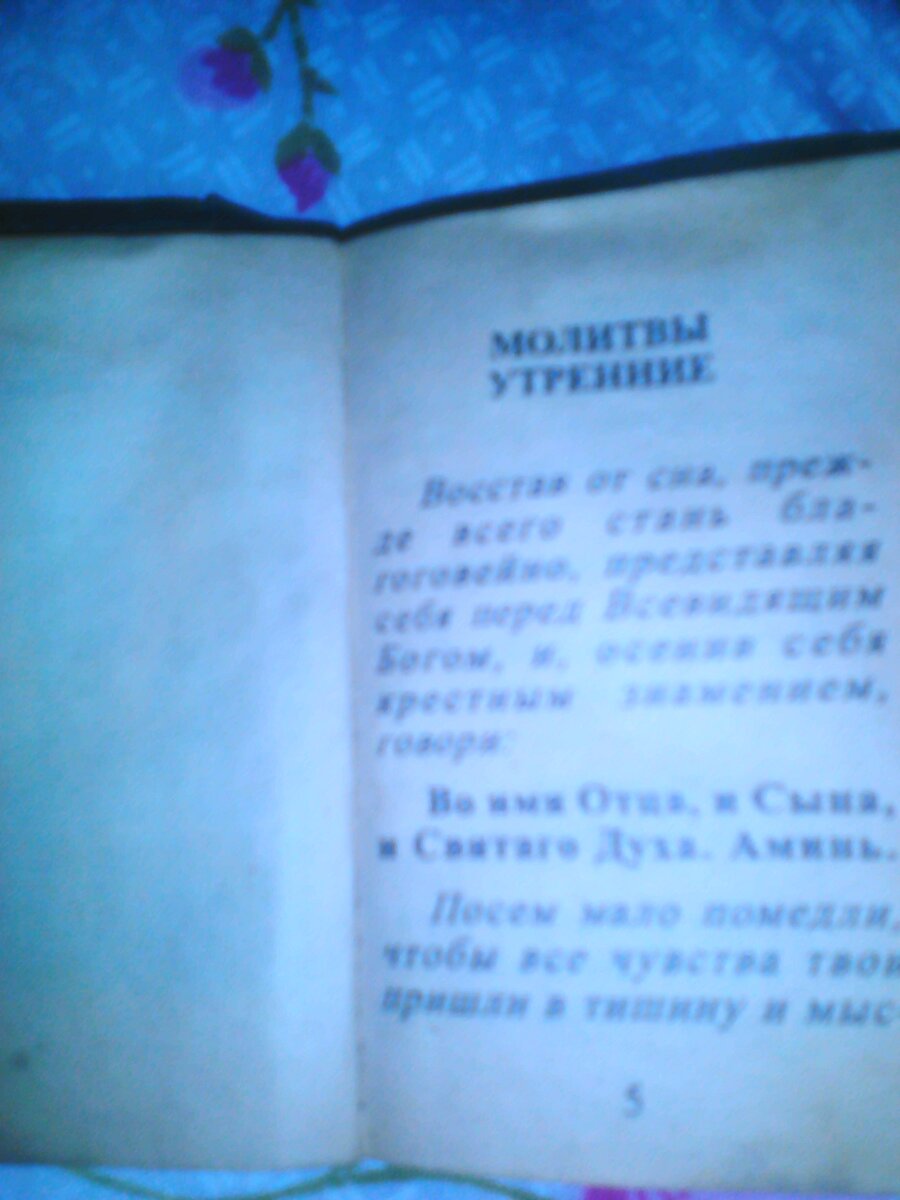 МОЛИТВЫ
УТРЕННИЕ
Восстав от сна, преж-
де всего стань бла-
гоговейно, представляя
себя перед Всевидящим
Богом, и, осенив себя
крестным знамением,
говори:
Во имя Отца, и Сына,
и Святаго Духа. Аминь.
Посем мало помедли,
чтобы все чувства твои
пришли в тишину и мыс-
5